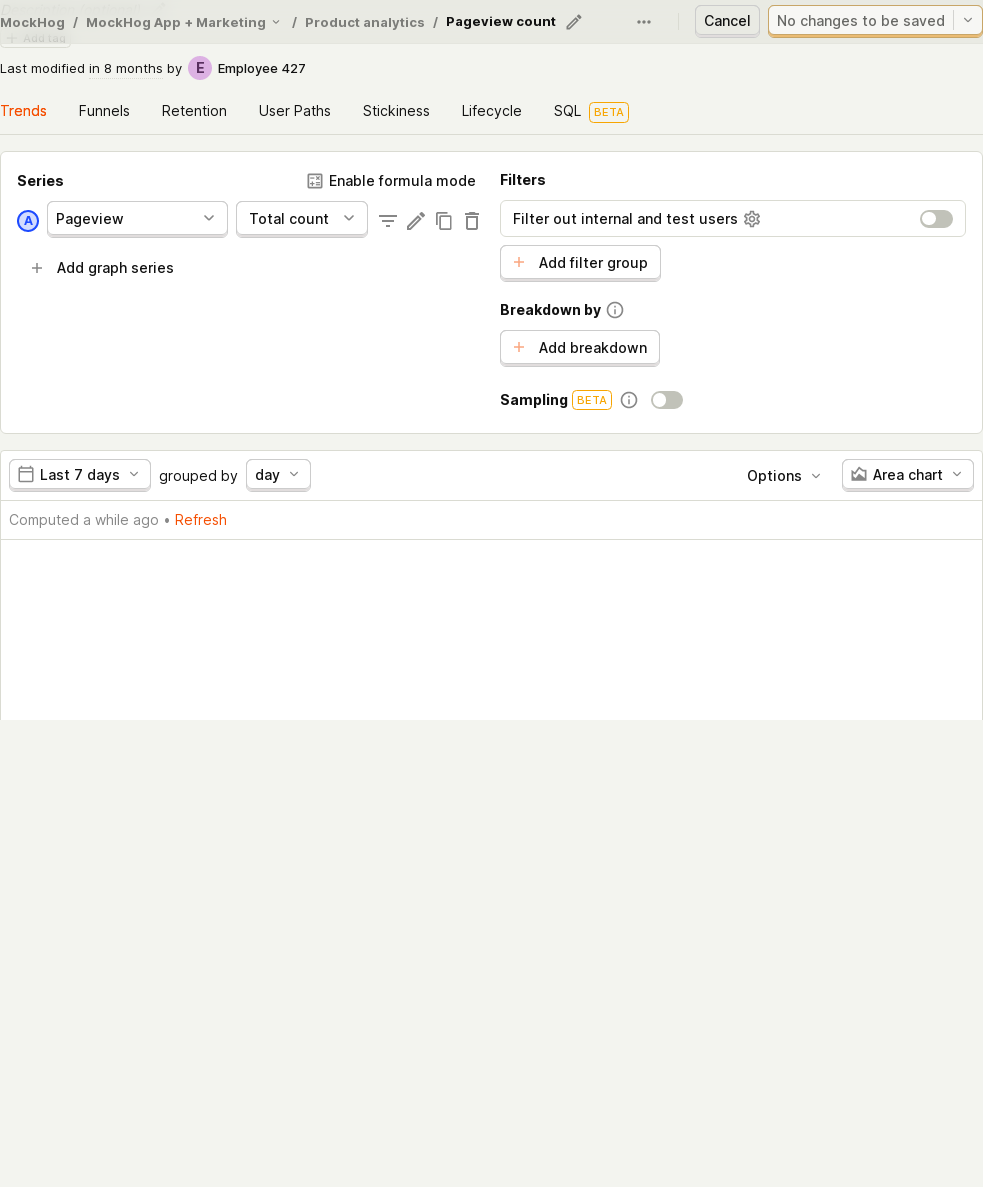 MockHog / MockHog App + Marketing / Product analytics / Pageview count
Cancel
No changes to be saved
Add tag
Last modified in 8 months by E Employee 427
Trends Funnels Retention User Paths Stickiness Lifecycle SQL BETA
Series
Enable formula mode
A Pageview Total count
Add graph series
Filters
Filter out internal and test users
Add filter group
Breakdown by
Add breakdown
Sampling BETA
Last 7 days grouped by day
Options Area chart
Computed a while ago • Refresh